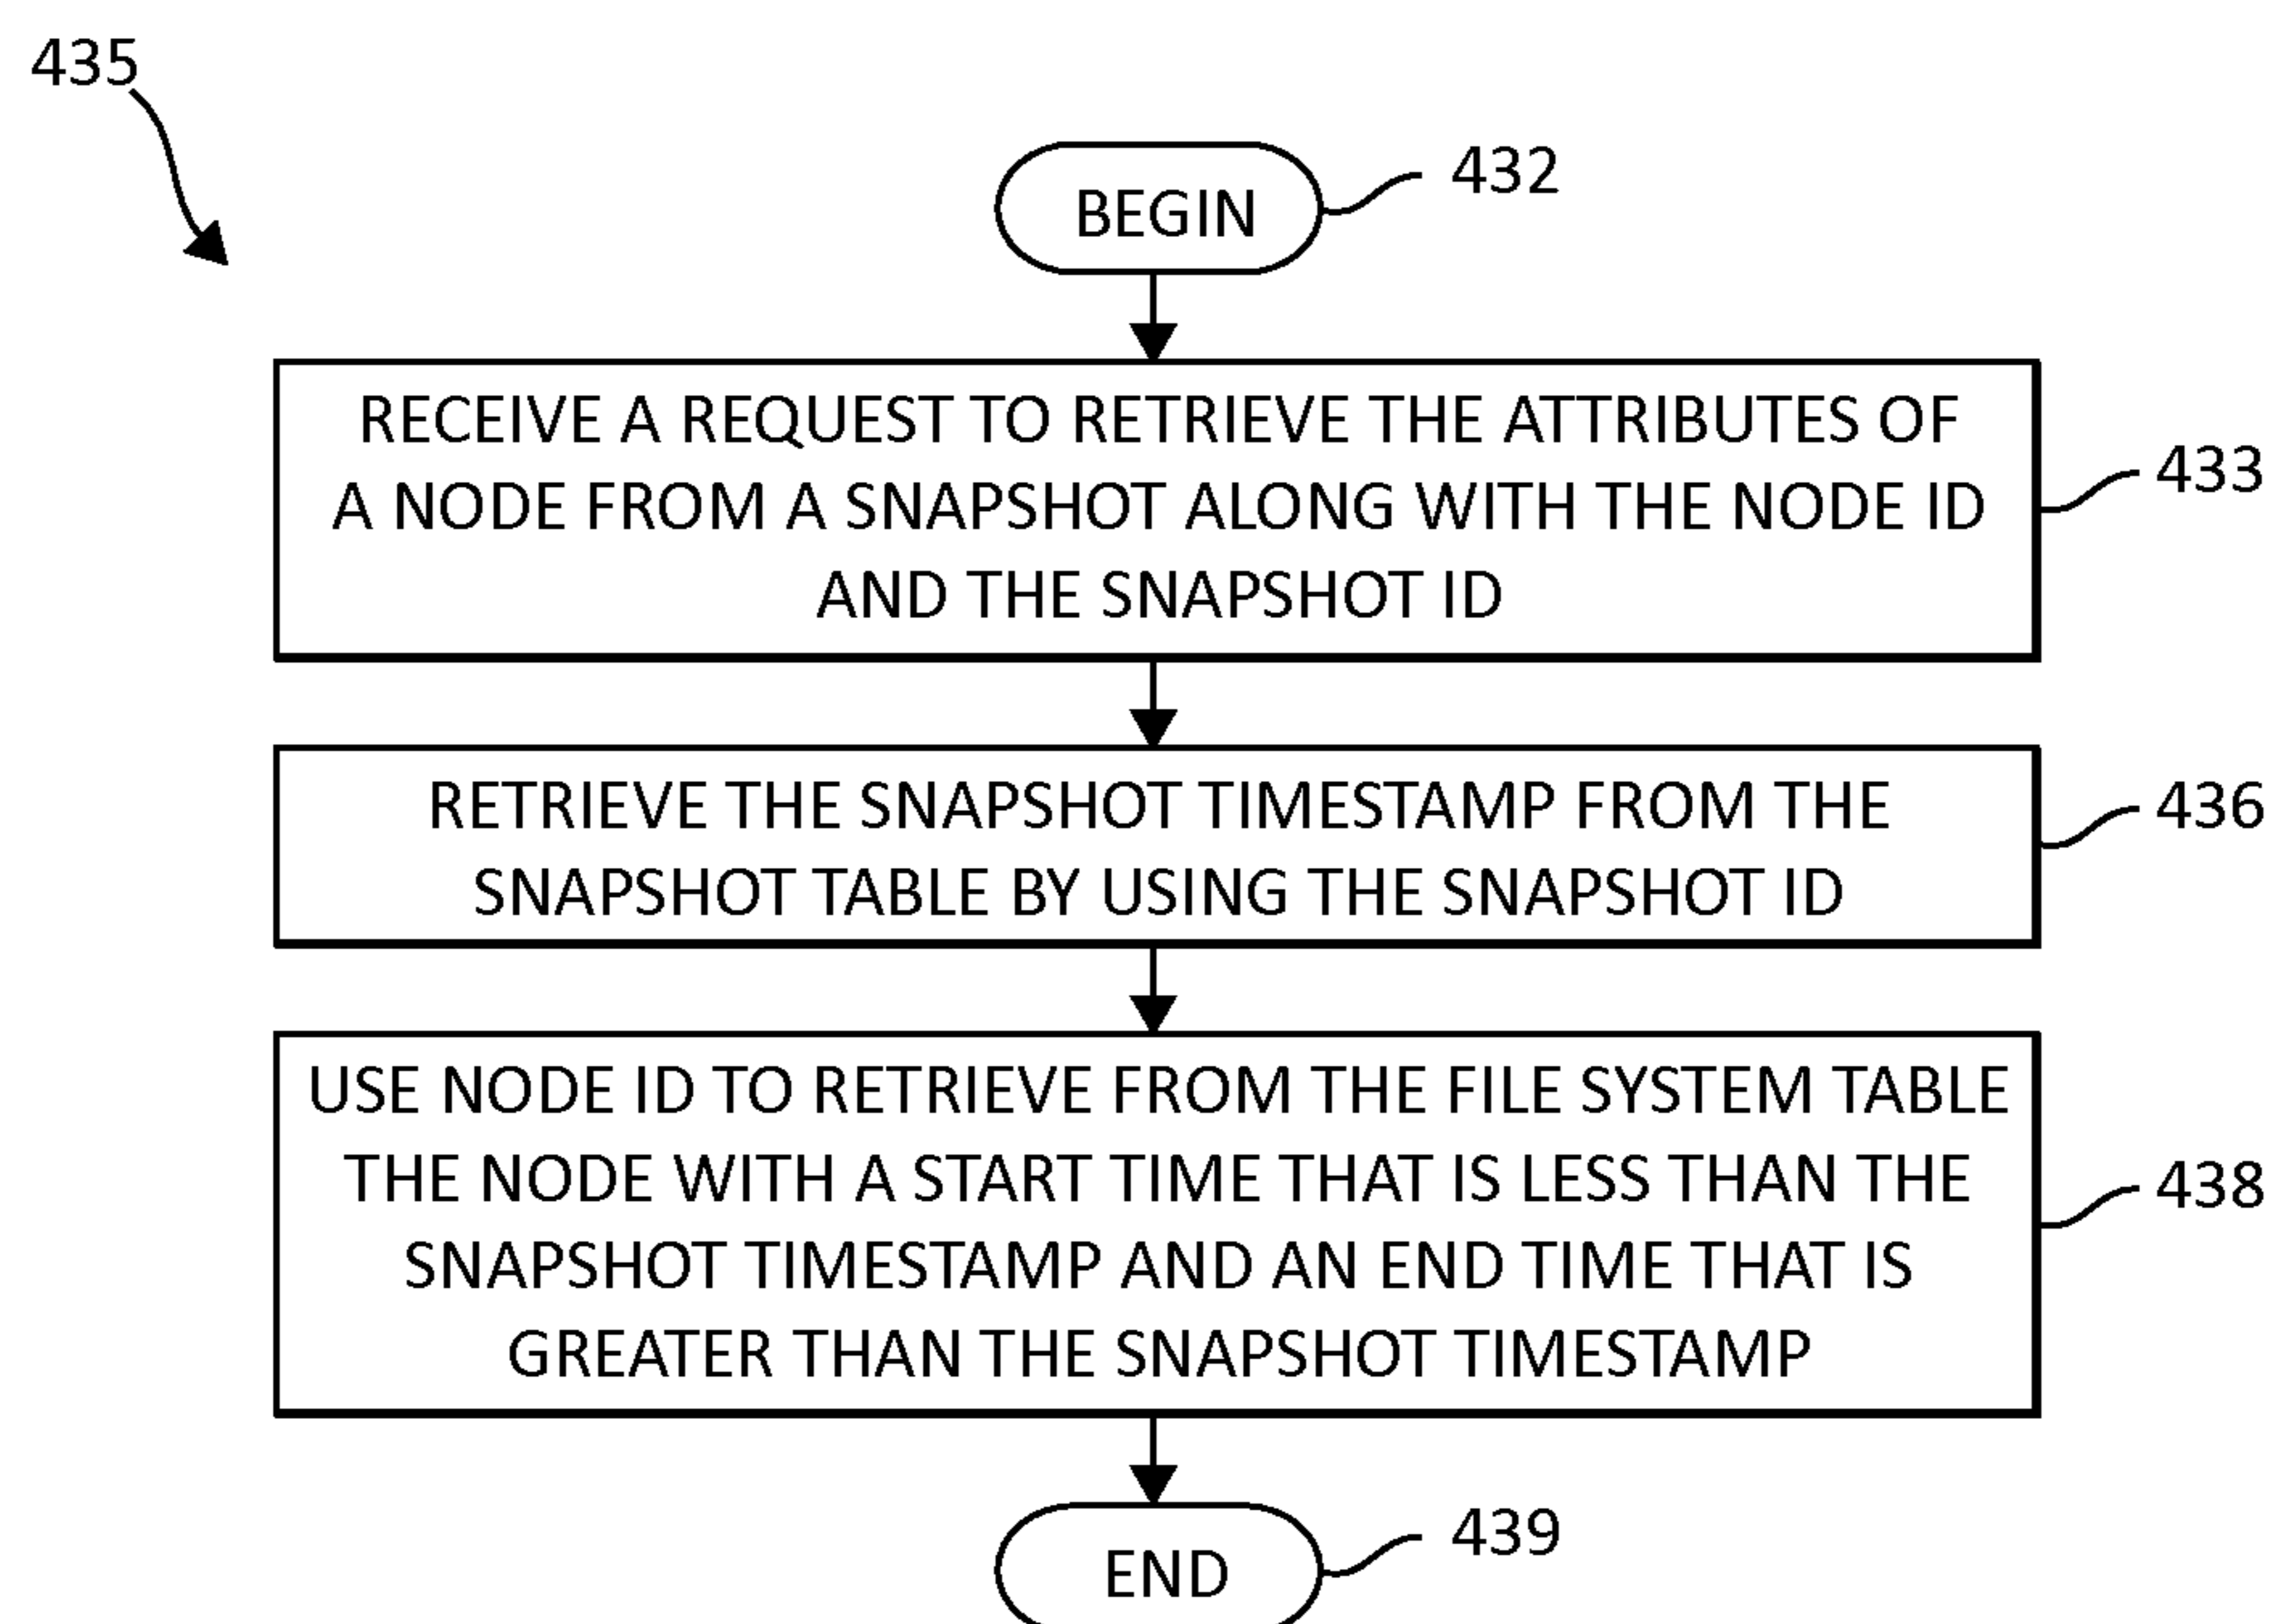 435
BEGIN
432
RECEIVE A REQUEST TO RETRIEVE THE ATTRIBUTES OF
A NODE FROM A SNAPSHOT ALONG WITH THE NODE ID
AND THE SNAPSHOT ID
433
RETRIEVE THE SNAPSHOT TIMESTAMP FROM THE
SNAPSHOT TABLE BY USING THE SNAPSHOT ID
436
USE NODE ID TO RETRIEVE FROM THE FILE SYSTEM TABLE
THE NODE WITH A START TIME THAT IS LESS THAN THE
SNAPSHOT TIMESTAMP AND AN END TIME THAT IS
GREATER THAN THE SNAPSHOT TIMESTAMP
438
END
439